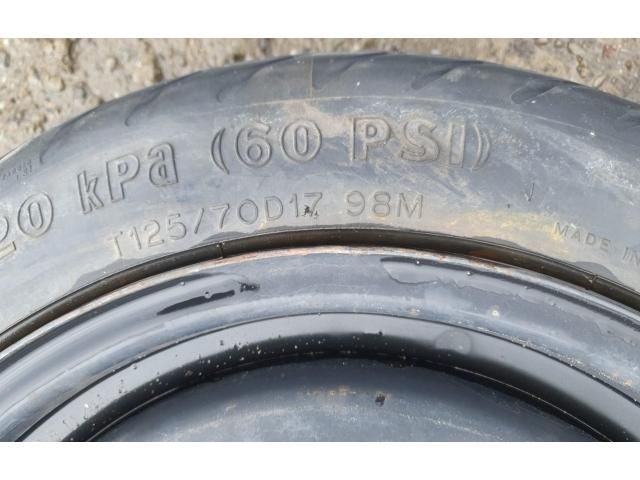 20 kPa (60 PSI)
T125/70D17 98M
MADE IN